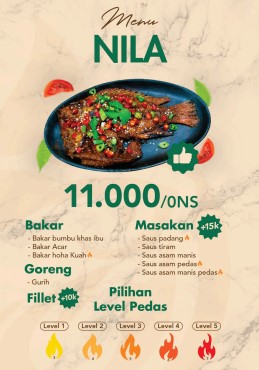 Menu
NILA
11.000/ONS
Bakar
- Bakar bumbu khas ibu
- Bakar Acar
- Bakar hoha Kuah
Goreng
- Gurih
Fillet +10k
Masakan +15k
- Saus padang
- Saus tiram
- Saus asam manis
- Saus asam pedas
- Saus asam manis pedas
Pilihan
Level Pedas
Level 1 Level 2 Level 3 Level 4 Level 5